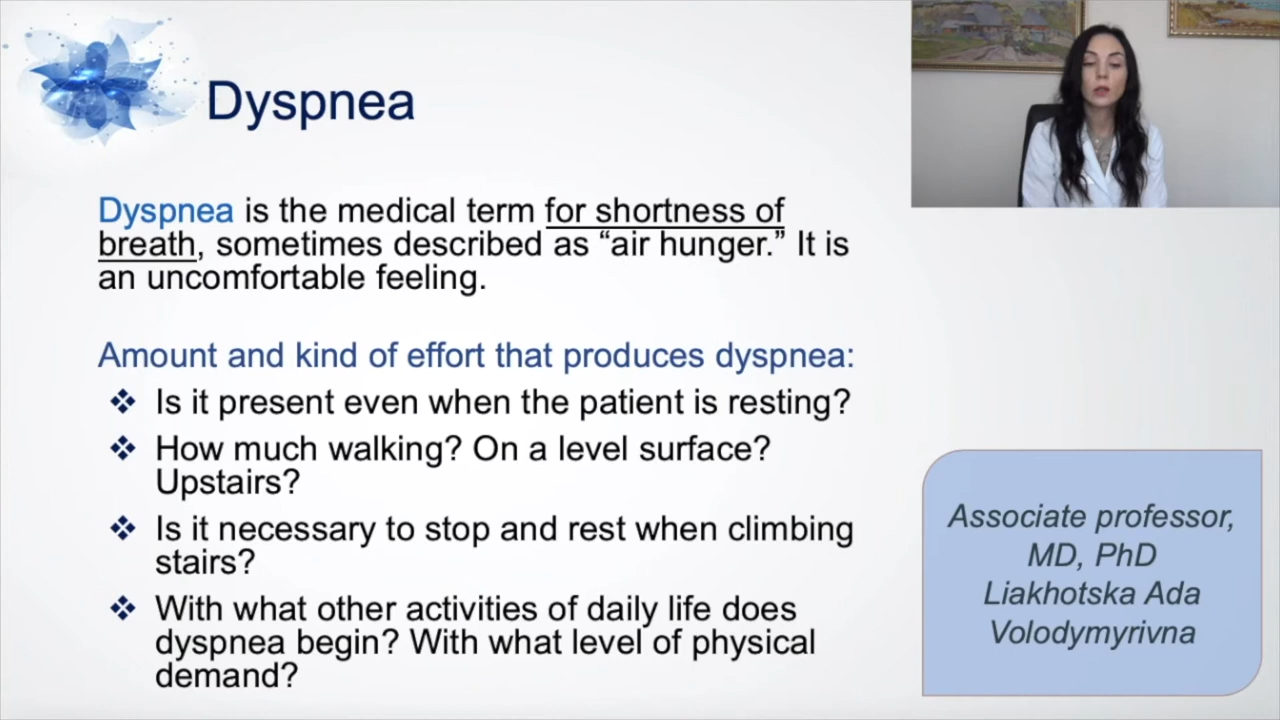 Dyspnea
Dyspnea is the medical term for shortness of
breath, sometimes described as “air hunger.” It is
an uncomfortable feeling.
Amount and kind of effort that produces dyspnea:
❖ Is it present even when the patient is resting?
❖ How much walking? On a level surface?
Upstairs?
❖ Is it necessary to stop and rest when climbing
stairs?
❖ With what other activities of daily life does
dyspnea begin? With what level of physical
demand?
Associate professor,
MD, PhD
Liakhotska Ada
Volodymyrivna